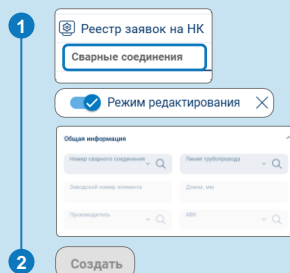 1
Реестр заявок на НК
Сварные соединения
Режим редактирования
Общая информация
Номер сварного соединения
Линия трубопровода
Заводской номер элемента
Длина, мм
Производитель
2
Создать